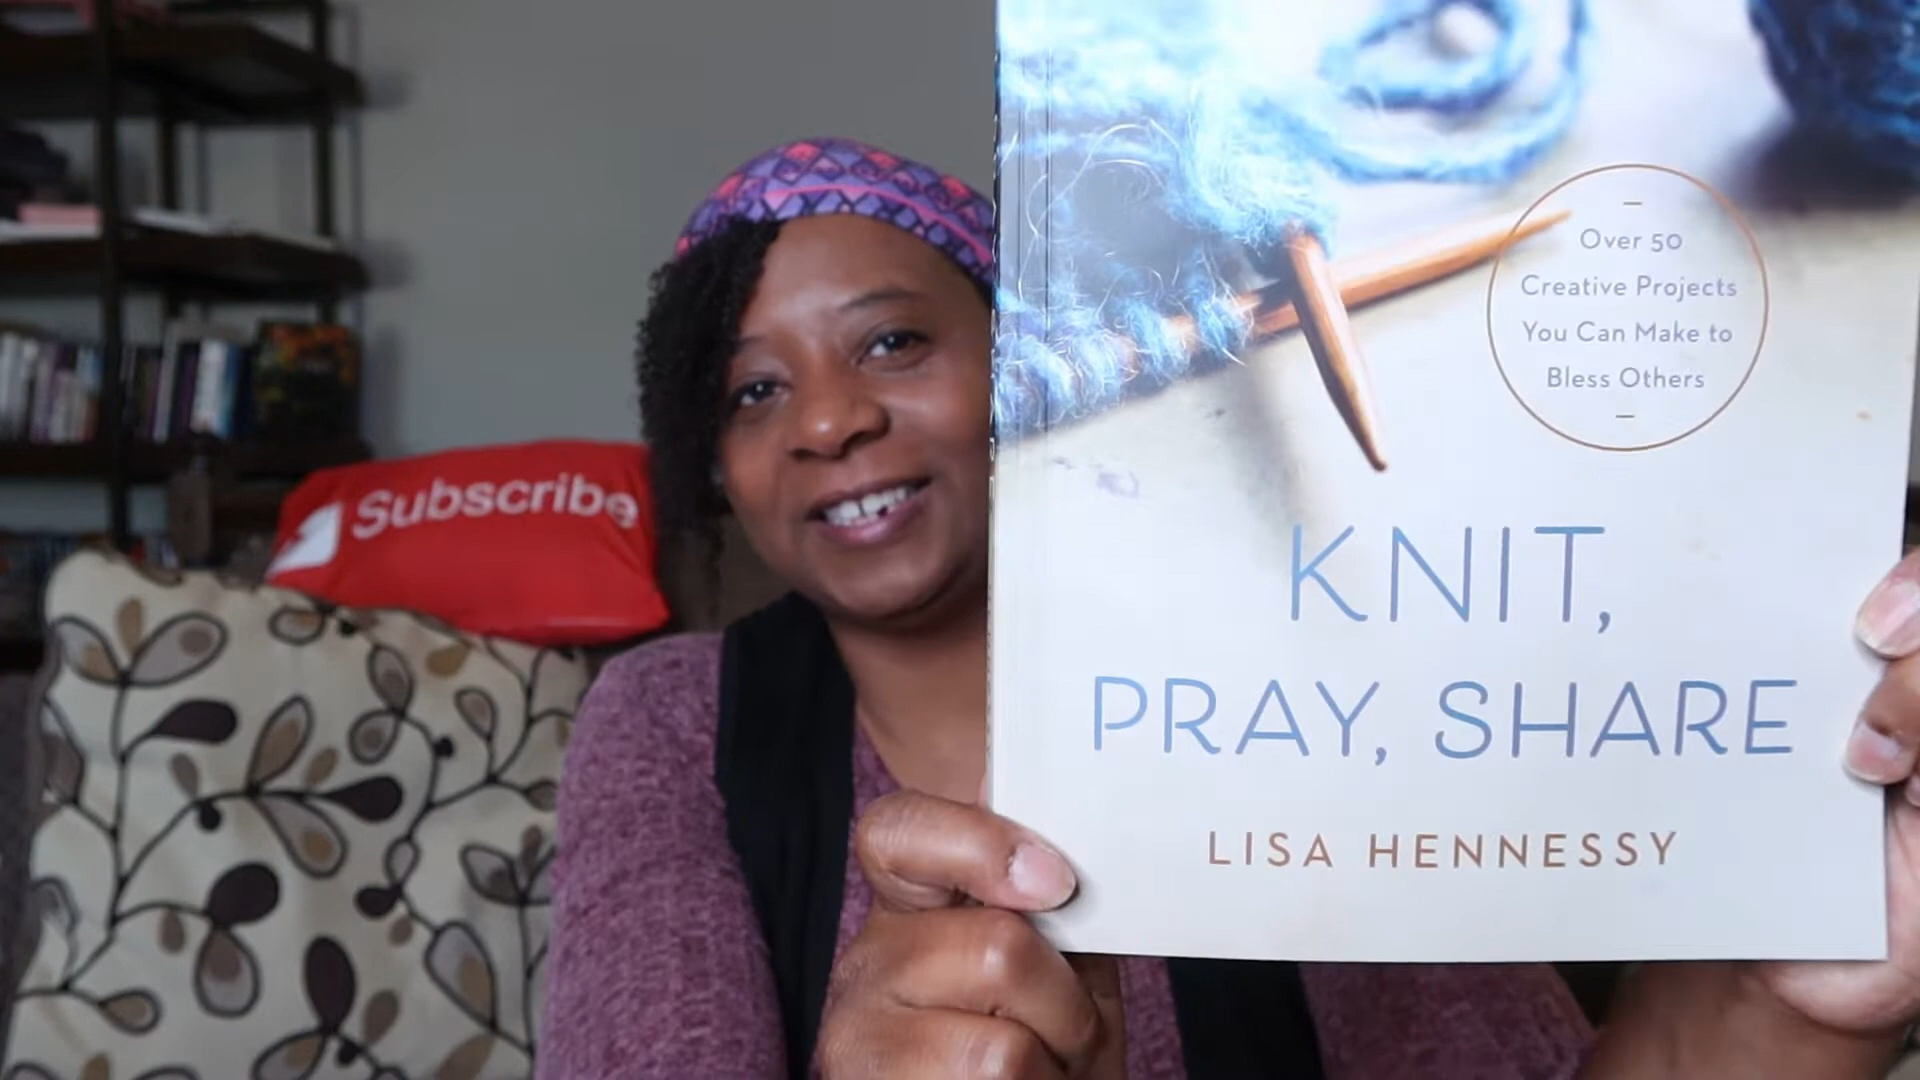 Subscribe
Over 50
Creative Projects
You Can Make to
Bless Others
KNIT,
PRAY, SHARE
LISA HENNESSY